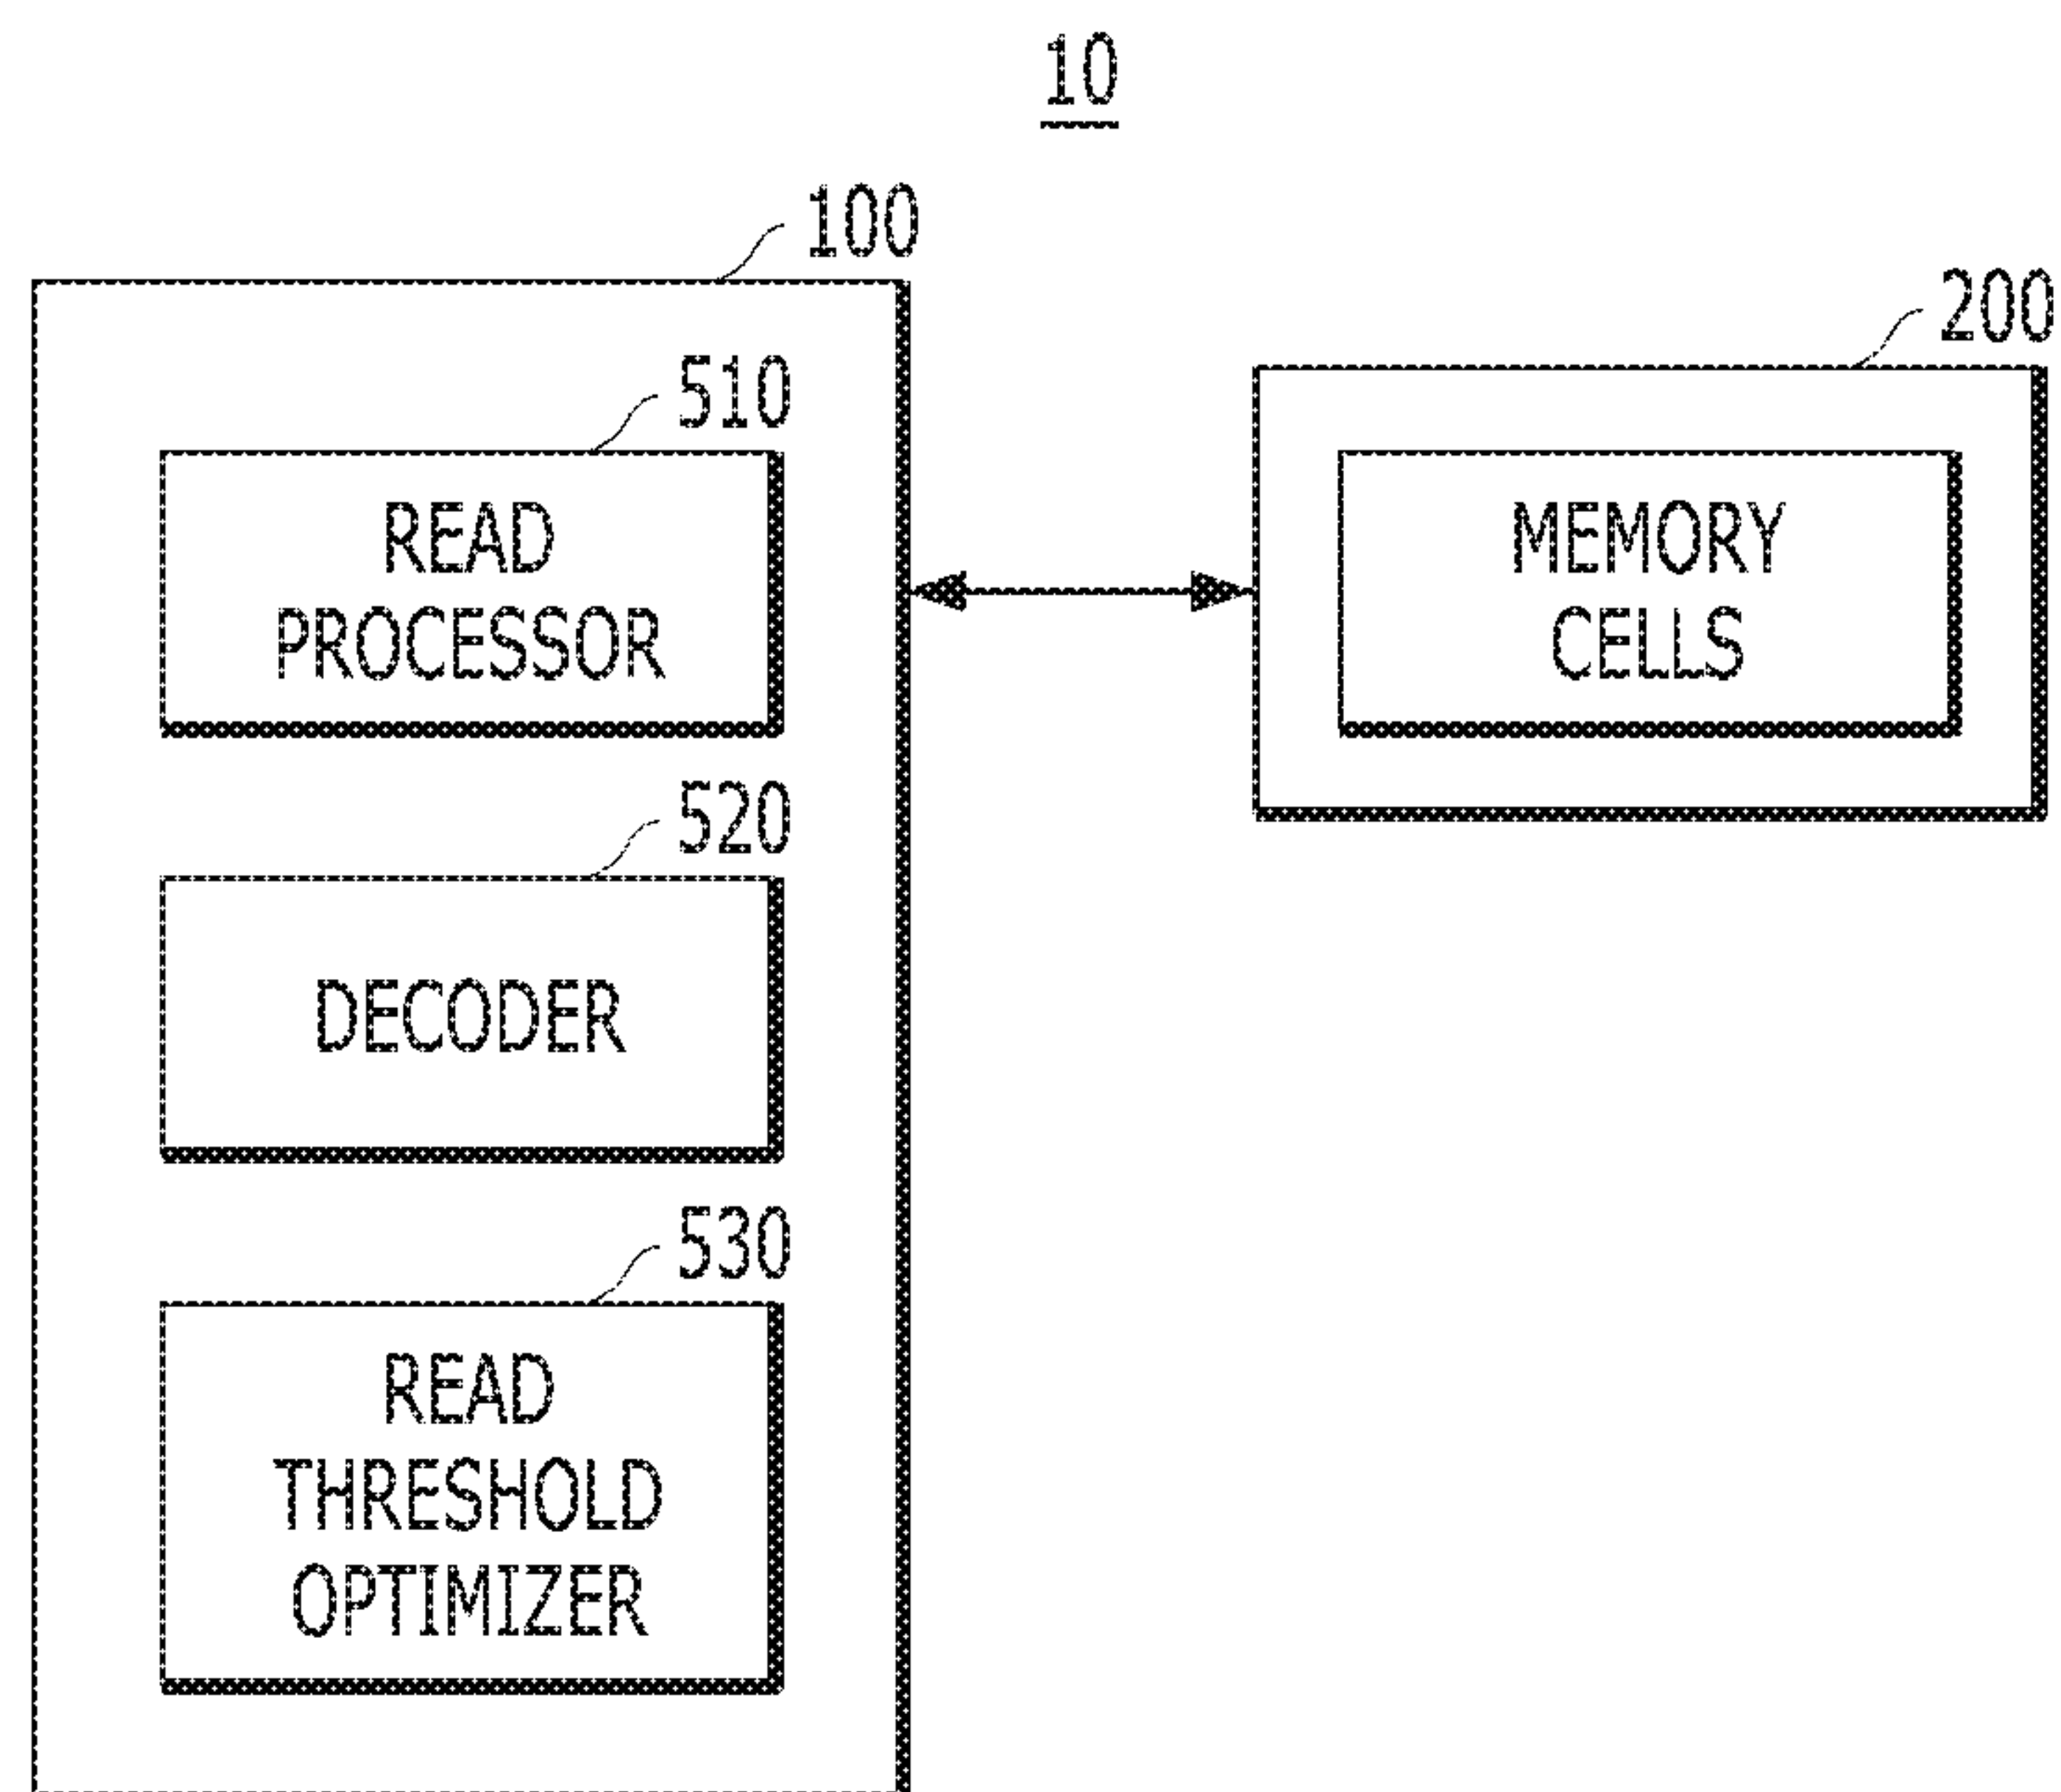 10
100
200
510
READ
PROCESSOR
MEMORY
CELLS
520
DECODER
530
READ
THRESHOLD
OPTIMIZER